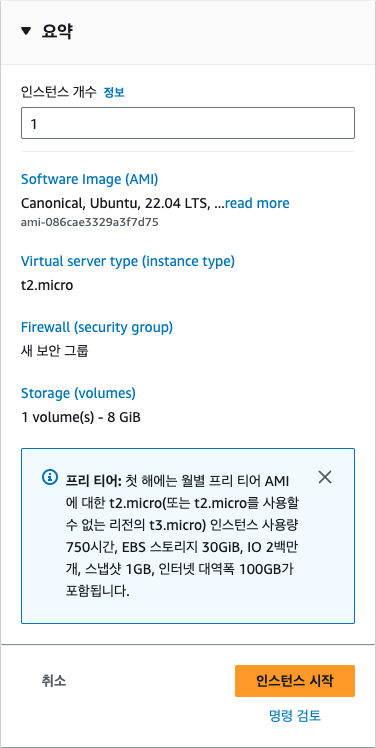 요약
인스턴스 개수 정보
1
Software Image (AMI)
Canonical, Ubuntu, 22.04 LTS, ...read more
ami-086cae3329a3f7d75
Virtual server type (instance type)
t2.micro
Firewall (security group)
새 보안 그룹
Storage (volumes)
1 volume(s) - 8 GiB
프리 티어: 첫 해에는 월별 프리 티어 AMI
에 대한 t2.micro(또는 t2.micro를 사용할
수 없는 리전의 t3.micro) 인스턴스 사용량
750시간, EBS 스토리지 30GiB, IO 2백만
개, 스냅샷 1GB, 인터넷 대역폭 100GB가
포함됩니다.
취소
인스턴스 시작
명령 검토